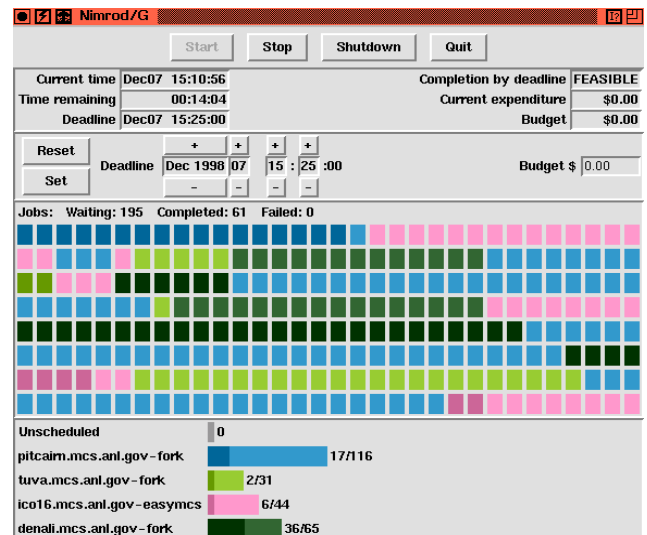 Nimrod/G
Start Stop Shutdown Quit
Current time Dec07 15:10:56 Completion by deadline FEASIBLE
Time remaining 00:14:04 Current expenditure $0.00
Deadline Dec07 15:25:00 Budget $0.00
+ + + +
Reset
Deadline Dec 1998 07 15 : 25 :00 Budget $ 0.00
Set
- - - -
Jobs: Waiting: 195 Completed: 61 Failed: 0
Unscheduled 0
pitcairn.mcs.anl.gov-fork 17/116
tuva.mcs.anl.gov-fork 2/31
ico16.mcs.anl.gov-easymcs 6/44
denali.mcs.anl.gov-fork 36/65